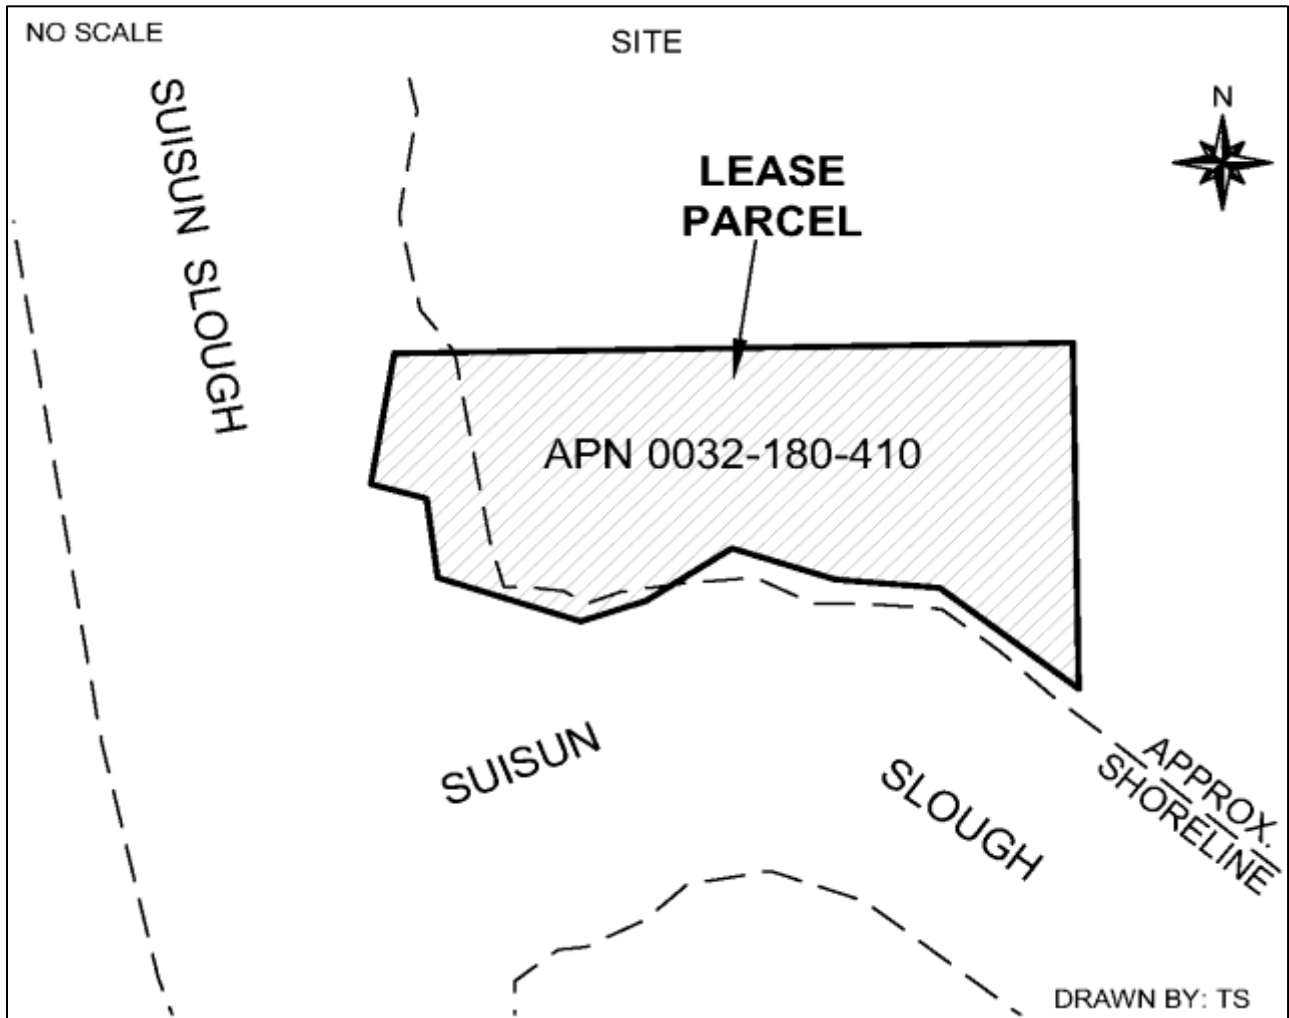 NO SCALE
SITE
N
SUISUN SLOUGH
LEASE
PARCEL
APN 0032-180-410
SUISUN
SLOUGH
APPROX.
SHORELINE
DRAWN BY: TS